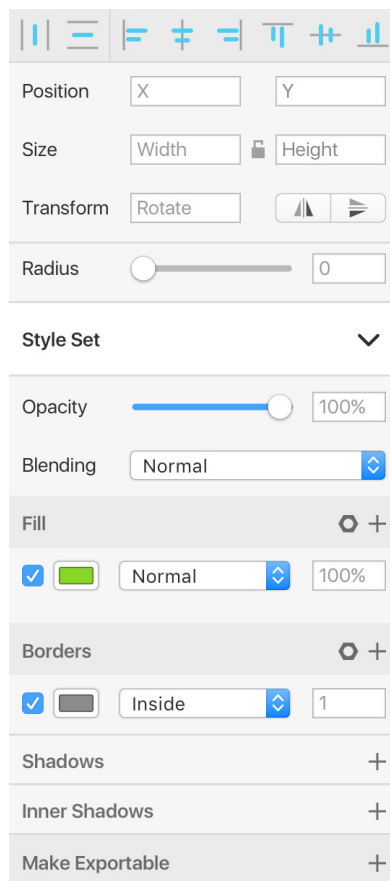 Position X Y
Size Width Height
Transform Rotate
Radius 0
Style Set
Opacity 100%
Blending Normal
Fill
Normal 100%
Borders
Inside 1
Shadows
Inner Shadows
Make Exportable